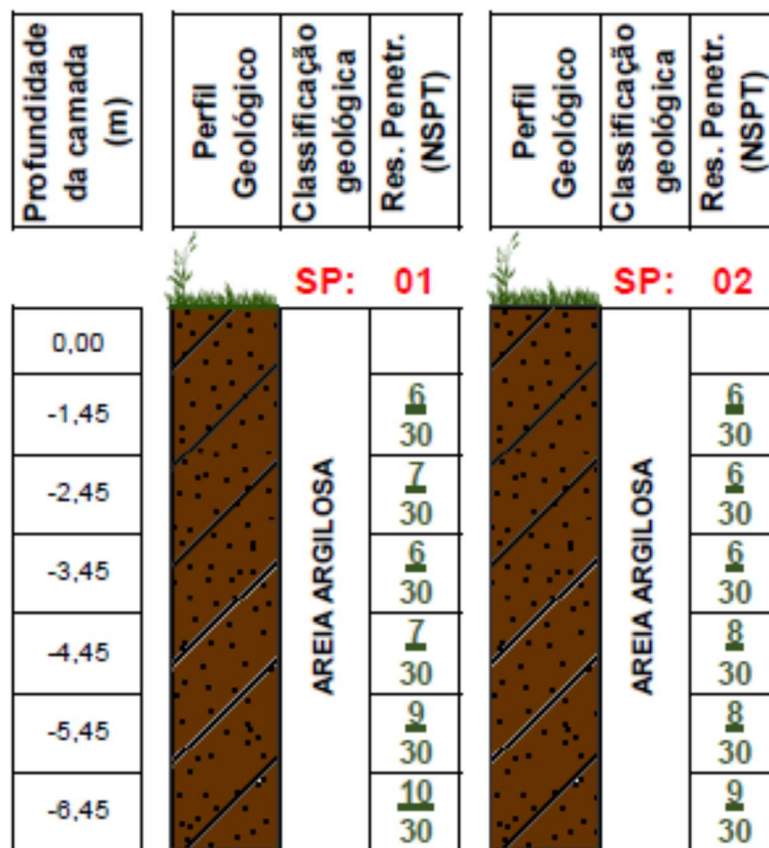 Profundidade
da camada
(m)
Perfil
Geológico
Classificação
geológica
Res. Penetr.
(NSPT)
Perfil
Geológico
Classificação
geológica
Res. Penetr.
(NSPT)
SP: 01
SP: 02
0,00
-1,45
6
30
6
30
-2,45
7
30
6
30
-3,45
6
30
6
30
-4,45
7
30
8
30
-5,45
9
30
8
30
-6,45
10
30
9
30
AREIA ARGILOSA
AREIA ARGILOSA